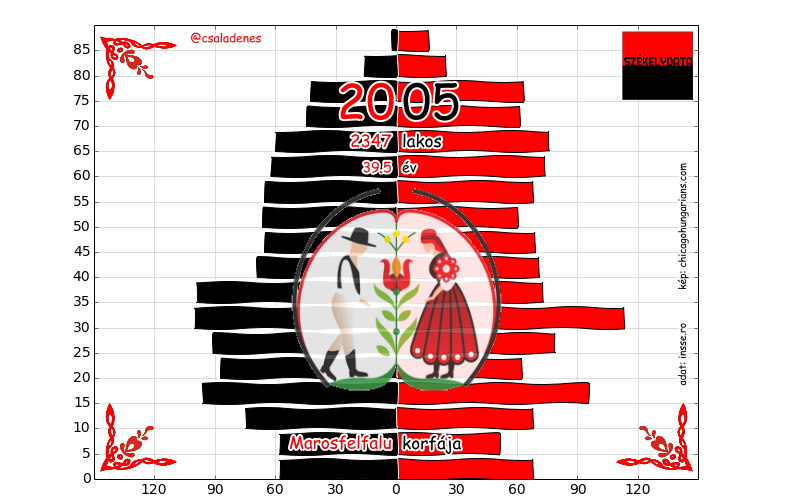 @csaladenes
SZÉKELYDATA
2005
2347 lakos
39.5 év
kép: chicagohungarians.com
adat: insse.ro
Marosfelfalu korfája
85
80
75
70
65
60
55
50
45
40
35
30
25
20
15
10
5
0
120 90 60 30 0 30 60 90 120